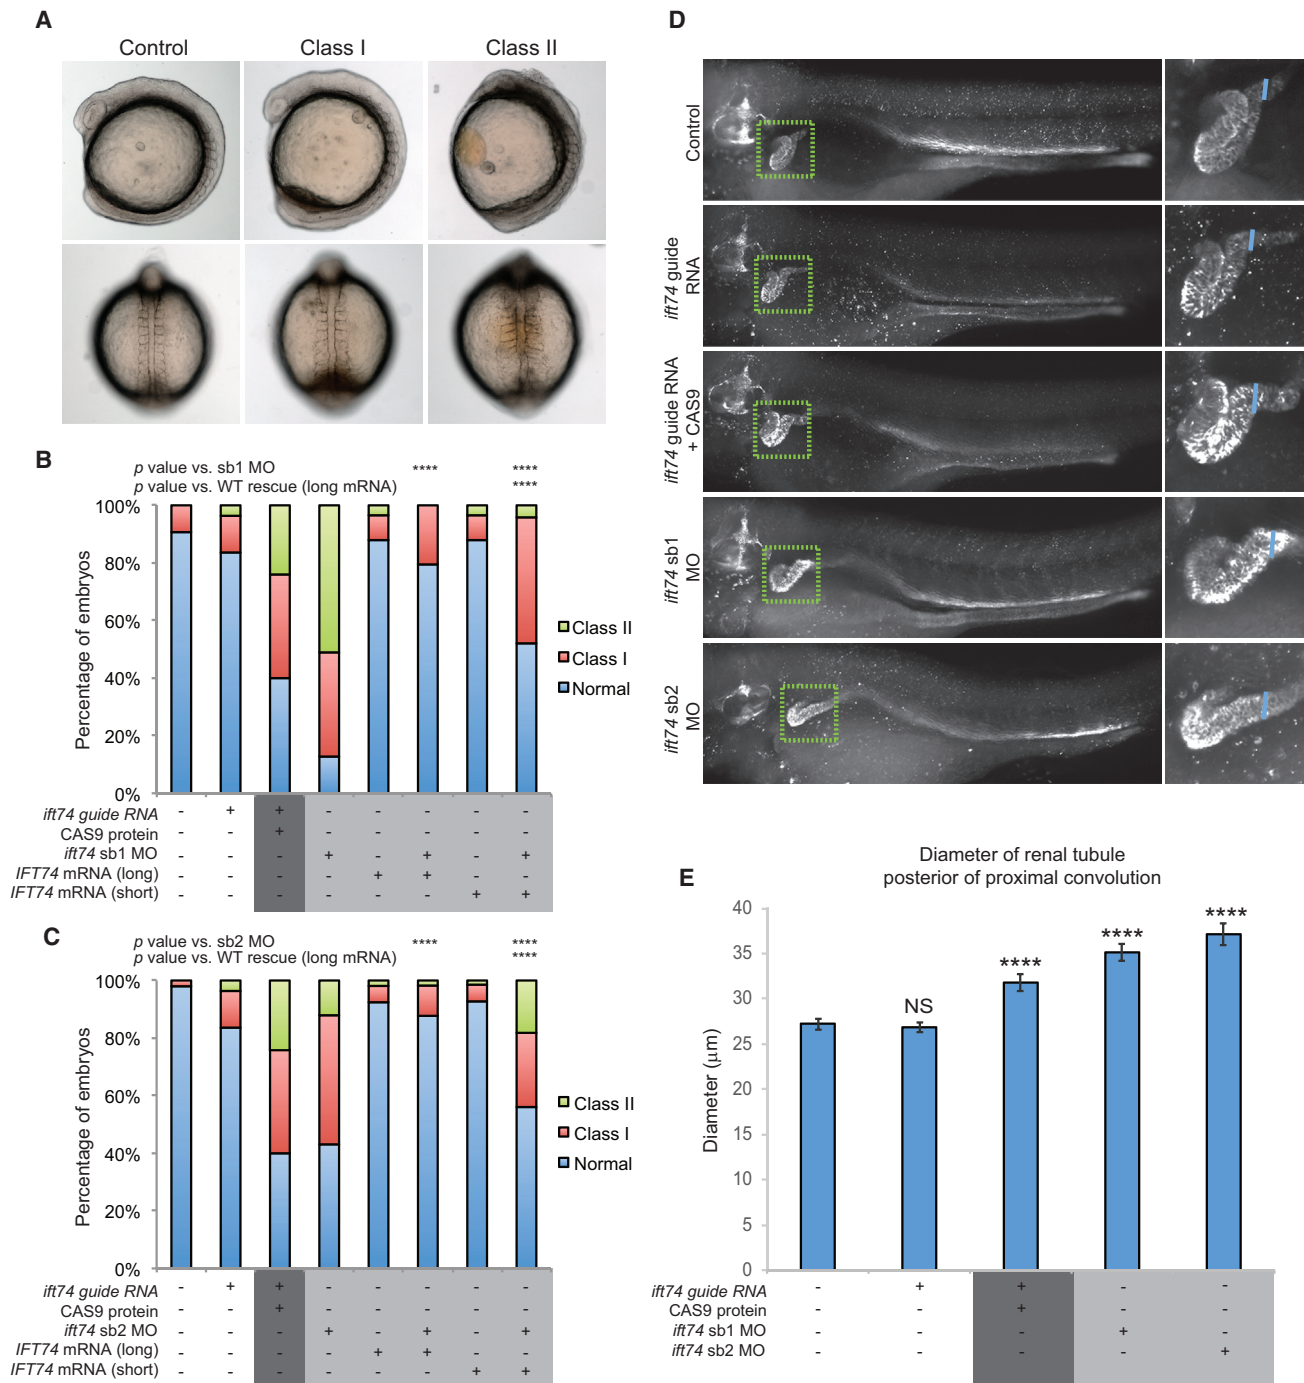 A
Control
Class I
Class II
B
p value vs. sb1 MO **** ****
p value vs. WT rescue (long mRNA) ****
Percentage of embryos
100%
80%
60%
40%
20%
0%
Class II
Class I
Normal
ift74 guide RNA - + + - - - - -
CAS9 protein - - + - - - - -
ift74 sb1 MO - - - + - + - +
IFT74 mRNA (long) - - - - + + - -
IFT74 mRNA (short) - - - - - - + +
C
p value vs. sb2 MO **** ****
p value vs. WT rescue (long mRNA) ****
Percentage of embryos
100%
80%
60%
40%
20%
0%
Class II
Class I
Normal
ift74 guide RNA - + + - - - - -
CAS9 protein - - + - - - - -
ift74 sb2 MO - - - + - + - +
IFT74 mRNA (long) - - - - + + - -
IFT74 mRNA (short) - - - - - - + +
D
Control
ift74 guide
RNA
ift74 guide RNA
+ CAS9
ift74 sb1
MO
ift74 sb2
MO
E
Diameter of renal tubule
posterior of proximal convolution
Diameter (μm)
40
35
30
25
20
15
10
5
0
NS
****
****
****
ift74 guide RNA - + + - -
CAS9 protein - - + - -
ift74 sb1 MO - - - + -
ift74 sb2 MO - - - - +